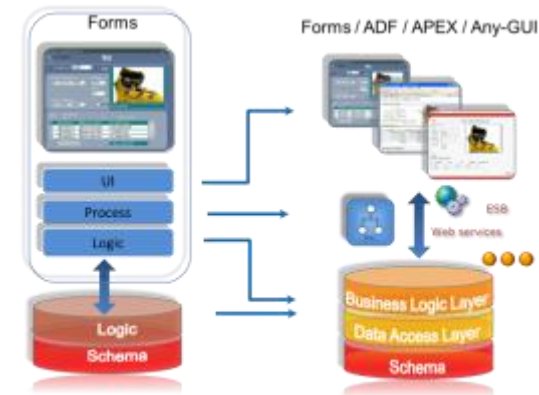 Forms
UI
Process
Logic
Logic
Schema
Forms / ADF / APEX / Any-GUI
ESB
Web services
Business Logic Layer
Data Access Layer
Schema